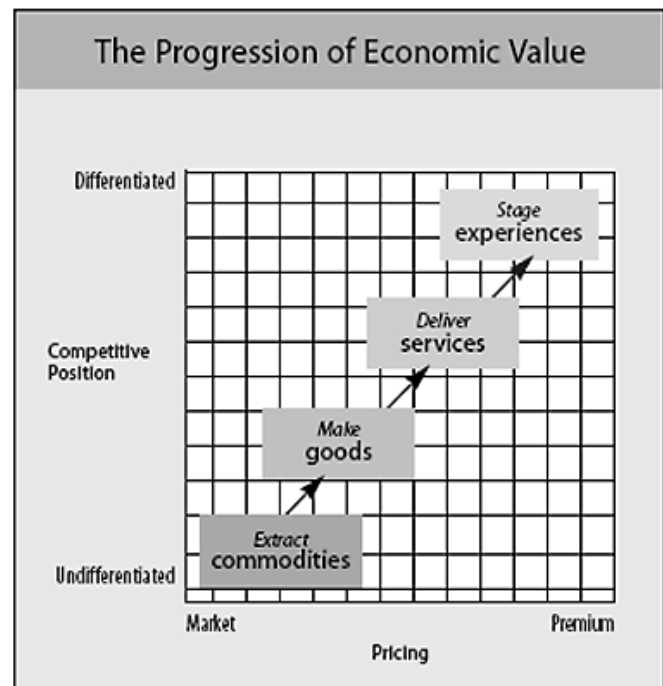 The Progression of Economic Value
Differentiated
Stage
experiences
Deliver
services
Competitive
Position
Make
goods
Extract
commodities
Undifferentiated
Market
Premium
Pricing